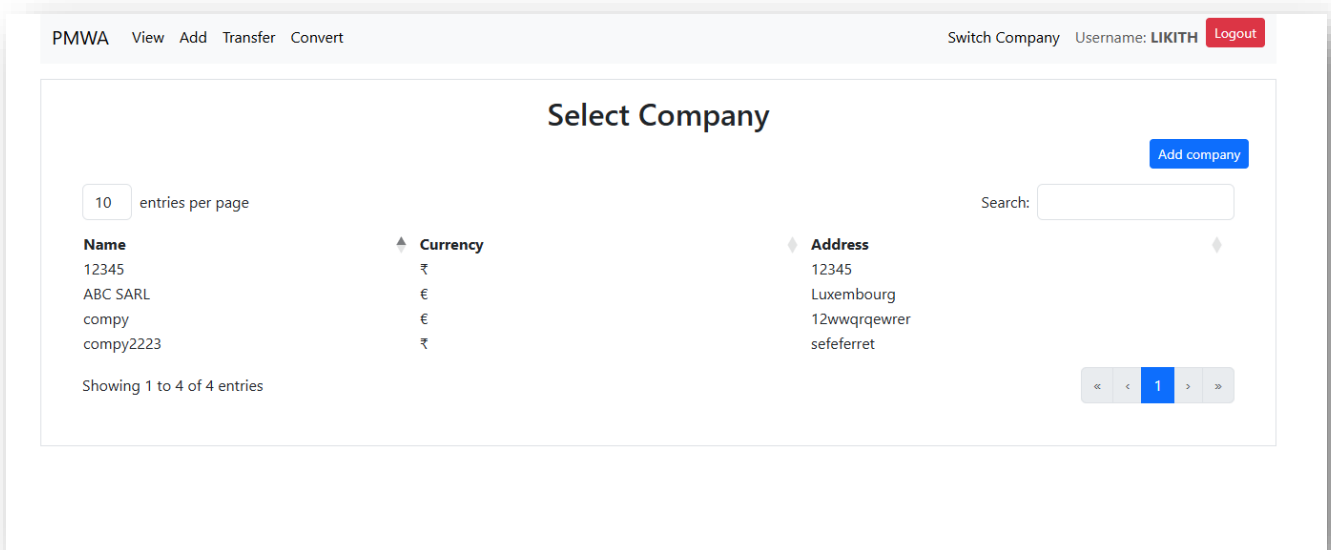 PMWA View Add Transfer Convert Switch Company Username: LIKITH Logout
Select Company
Add company
10 entries per page Search:
Name Currency Address
12345 ₹ 12345
ABC SARL € Luxembourg
compy € 12wwqrqewrer
compy2223 ₹ sefeferret
Showing 1 to 4 of 4 entries « ‹ 1 › »